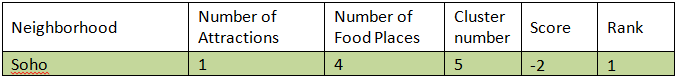 Neighborhood Number of Attractions Number of Food Places Cluster number Score Rank
Soho 1 4 5 -2 1